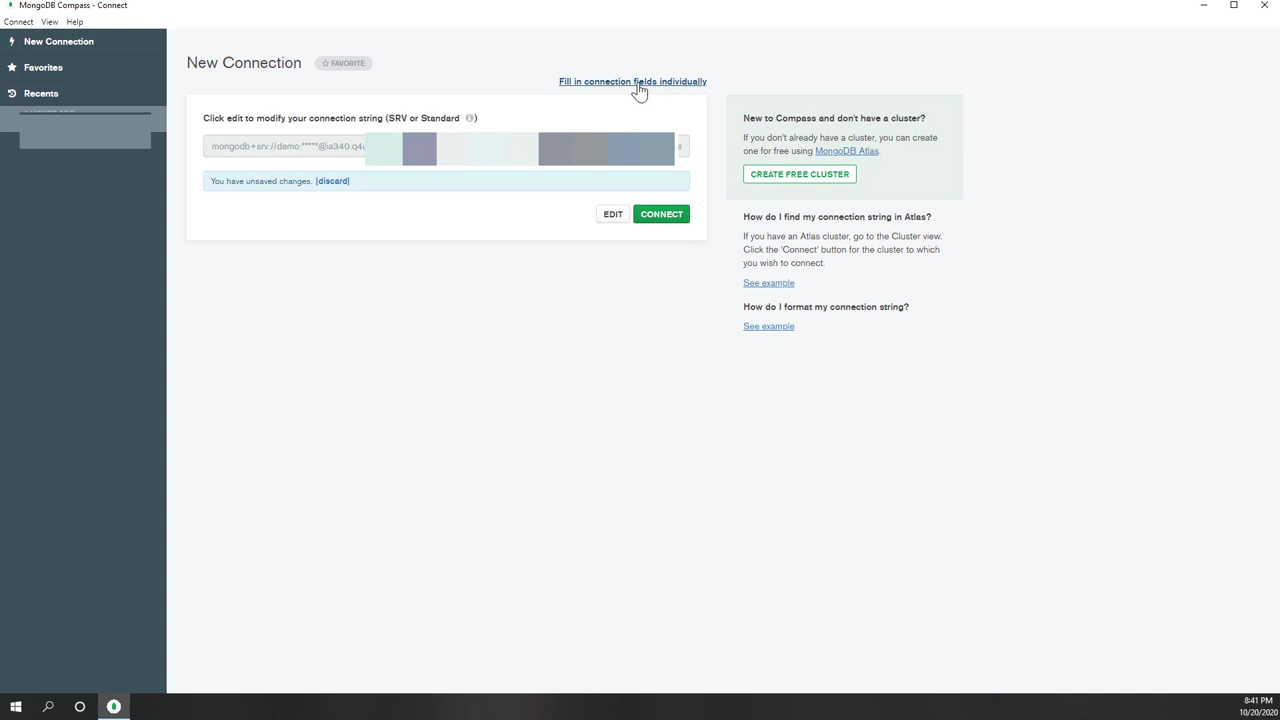 MongoDB Compass - Connect
Connect View Help
New Connection
Favorites
Recents
New Connection
FAVORITE
Fill in connection fields individually
Click edit to modify your connection string (SRV or Standard )
mongodb+srv://demo:*****@ia340.q4
You have unsaved changes. [discard]
EDIT
CONNECT
New to Compass and don't have a cluster?
If you don't already have a cluster, you can create
one for free using MongoDB Atlas.
CREATE FREE CLUSTER
How do I find my connection string in Atlas?
If you have an Atlas cluster, go to the Cluster view.
Click the 'Connect' button for the cluster to which
you wish to connect.
See example
How do I format my connection string?
See example
8:41 PM
10/20/2020